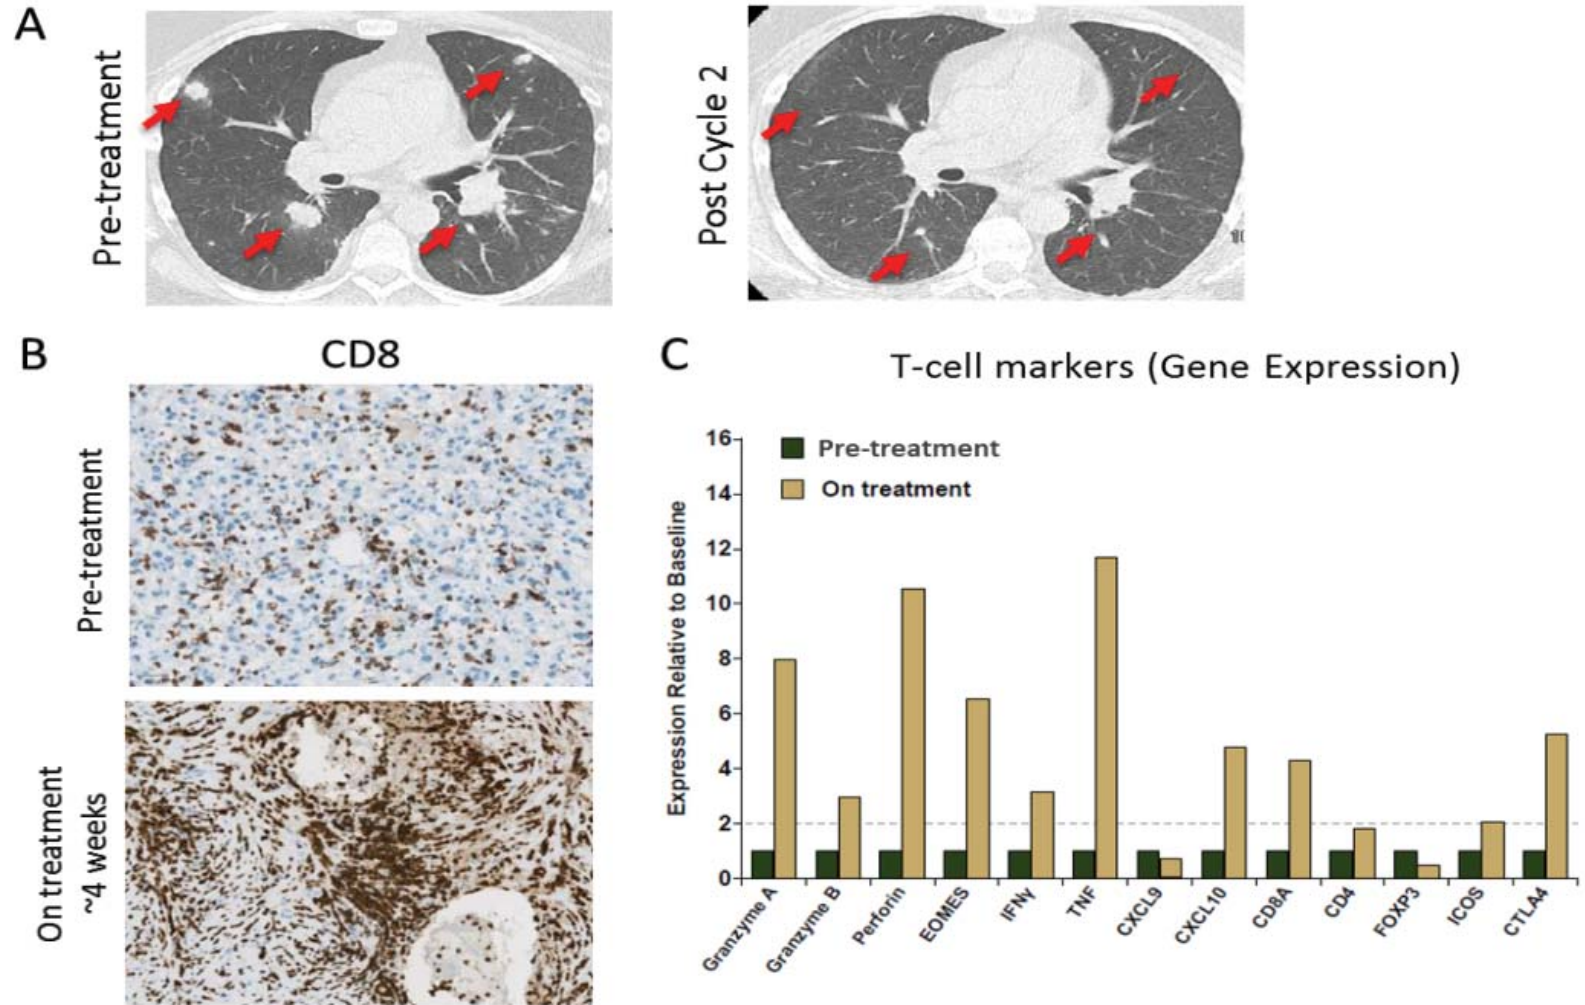 A
Pre-treatment
Post Cycle 2
B
CD8
Pre-treatment
On treatment
~4 weeks
C
T-cell markers (Gene Expression)
Expression Relative to Baseline
16
14
12
10
8
6
4
2
0
Pre-treatment
On treatment
Granzyme A
Granzyme B
Perforin
EOMES
IFNγ
TNF
CXCL9
CXCL10
CD8A
CD4
FOXP3
ICOS
CTLA4